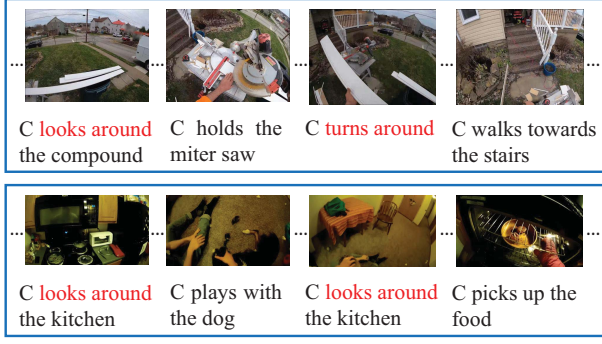 ... ... ... ... ...
C looks around
the compound
C holds the
miter saw
C turns around
C walks towards
the stairs
... ... ... ... ...
C looks around
the kitchen
C plays with
the dog
C looks around
the kitchen
C picks up the
food